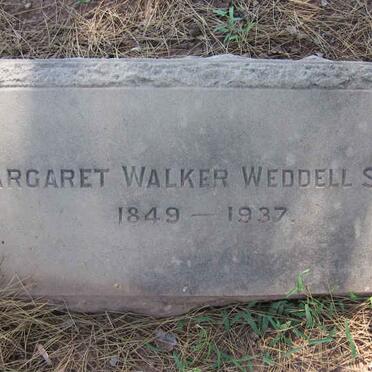 ARGARET WALKER WEDDELL S
1849 — 1937.